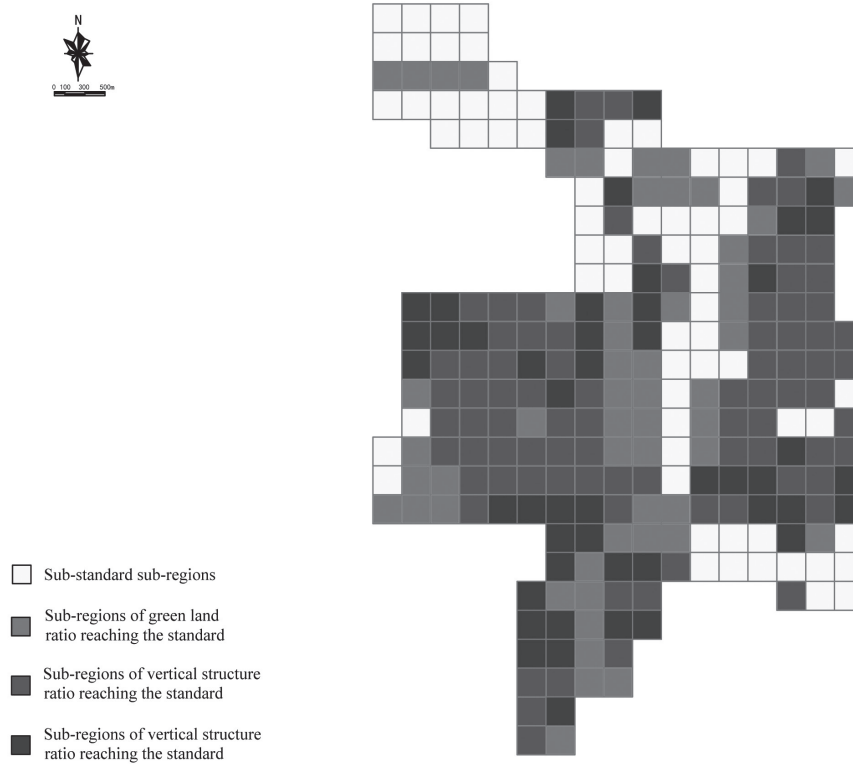 N
0 100 300 500m
Sub-standard sub-regions
Sub-regions of green land
ratio reaching the standard
Sub-regions of vertical structure
ratio reaching the standard
Sub-regions of vertical structure
ratio reaching the standard